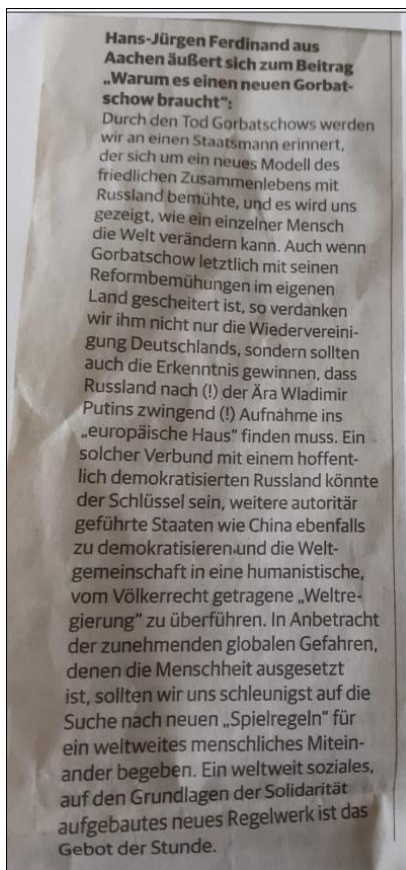 Hans-Jürgen Ferdinand aus
Aachen äußert sich zum Beitrag
„Warum es einen neuen Gorbat-
schow braucht“:
Durch den Tod Gorbatschows werden
wir an einen Staatsmann erinnert,
der sich um ein neues Modell des
friedlichen Zusammenlebens mit
Russland bemühte, und es wird uns
gezeigt, wie ein einzelner Mensch
die Welt verändern kann. Auch wenn
Gorbatschow letztlich mit seinen
Reformbemühungen im eigenen
Land gescheitert ist, so verdanken
wir ihm nicht nur die Wiedervereini-
gung Deutschlands, sondern sollten
auch die Erkenntnis gewinnen, dass
Russland nach (!) der Ära Wladimir
Putins zwingend (!) Aufnahme ins
„europäische Haus“ finden muss. Ein
solcher Verbund mit einem hoffent-
lich demokratisierten Russland könnte
der Schlüssel sein, weitere autoritär
geführte Staaten wie China ebenfalls
zu demokratisieren und die Welt-
gemeinschaft in eine humanistische,
vom Völkerrecht getragene „Weltre-
gierung“ zu überführen. In Anbetracht
der zunehmenden globalen Gefahren,
denen die Menschheit ausgesetzt
ist, sollten wir uns schleunigst auf die
Suche nach neuen „Spielregeln“ für
ein weltweites menschliches Mitein-
ander begeben. Ein weltweit soziales,
auf den Grundlagen der Solidarität
aufgebautes neues Regelwerk ist das
Gebot der Stunde.